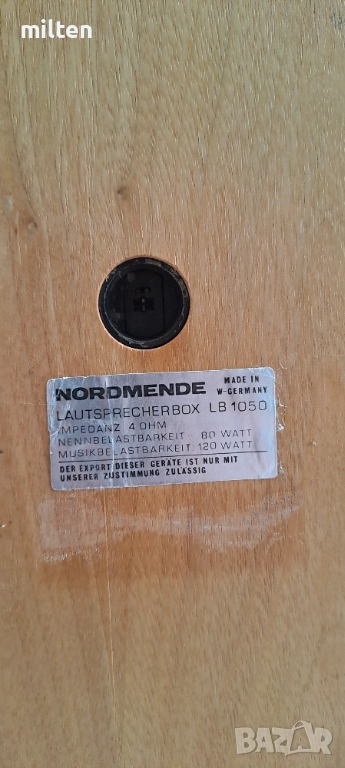 milten
NORDMENDE MADE IN W-GERMANY
LAUTSPRECHERBOX LB 1050
IMPEDANZ 4 OHM
NENNBELASTBARKEIT 80 WATT
MUSIKBELASTBARKEIT 120 WATT
DER EXPORT DIESER GERÄTE IST NUR MIT
UNSERER ZUSTIMMUNG ZULÄSSIG
BAZAR